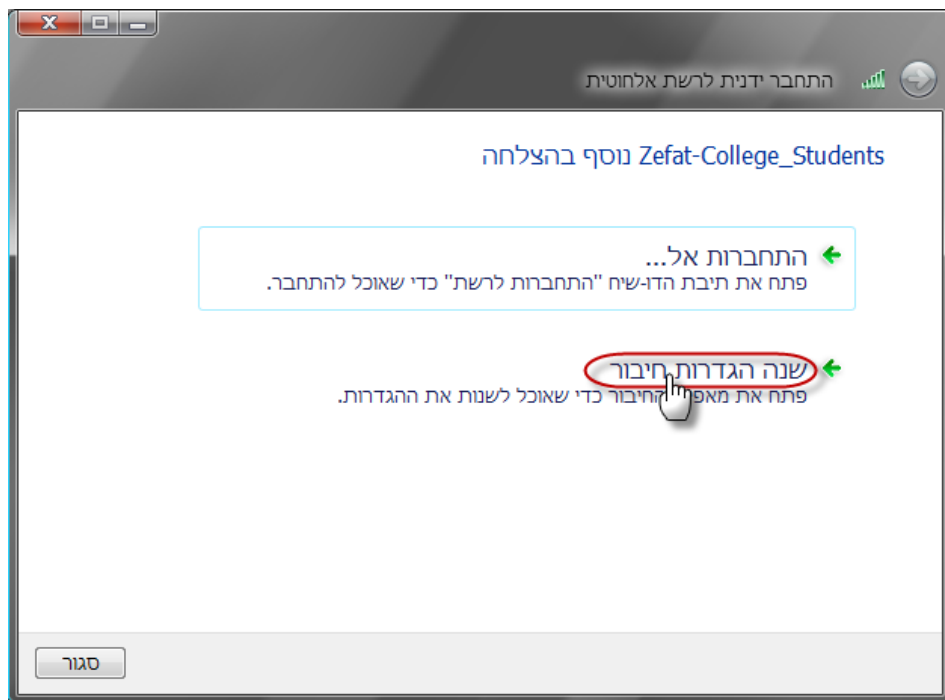 התחבר ידנית לרשת אלחוטית
Zefat-College_Students נוסף בהצלחה
התחברות אל...
פתח את תיבת הדו-שיח "התחברות לרשת" כדי שאוכל להתחבר.
שנה הגדרות חיבור
פתח את החיבור כדי שאוכל לשנות את ההגדרות.
סגור